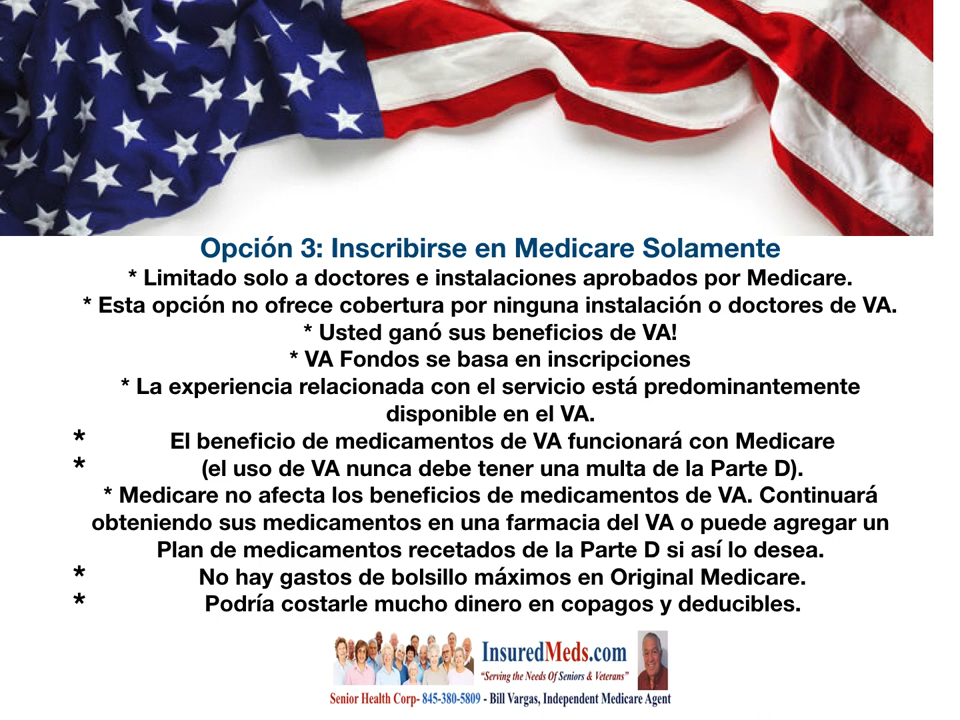 Opción 3: Inscribirse en Medicare Solamente
* Limitado solo a doctores e instalaciones aprobados por Medicare.
* Esta opción no ofrece cobertura por ninguna instalación o doctores de VA.
* Usted ganó sus beneficios de VA!
* VA Fondos se basa en inscripciones
* La experiencia relacionada con el servicio está predominantemente
disponible en el VA.
* El beneficio de medicamentos de VA funcionará con Medicare
* (el uso de VA nunca debe tener una multa de la Parte D).
* Medicare no afecta los beneficios de medicamentos de VA. Continuará
obteniendo sus medicamentos en una farmacia del VA o puede agregar un
Plan de medicamentos recetados de la Parte D si así lo desea.
* No hay gastos de bolsillo máximos en Original Medicare.
* Podría costarle mucho dinero en copagos y deducibles.
InsuredMeds.com
"Serving the Needs Of Seniors & Veterans"
Senior Health Corp- 845-380-5809 - Bill Vargas, Independent Medicare Agent